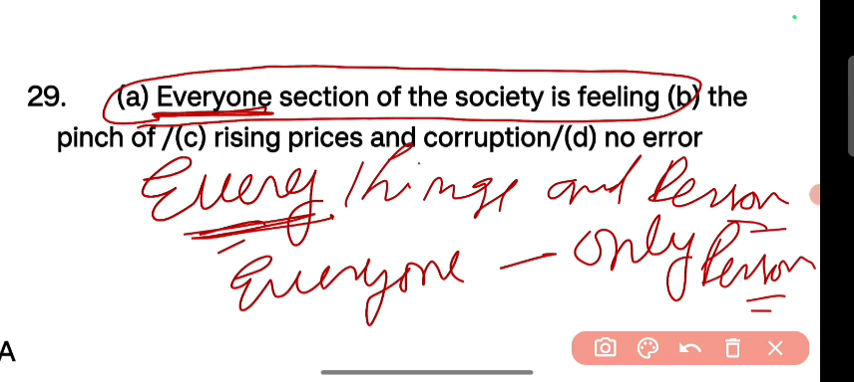 29. (a) Everyone section of the society is feeling (b) the
pinch of /(c) rising prices and corruption/(d) no error
Every things and Person
Everyone - only Person
A